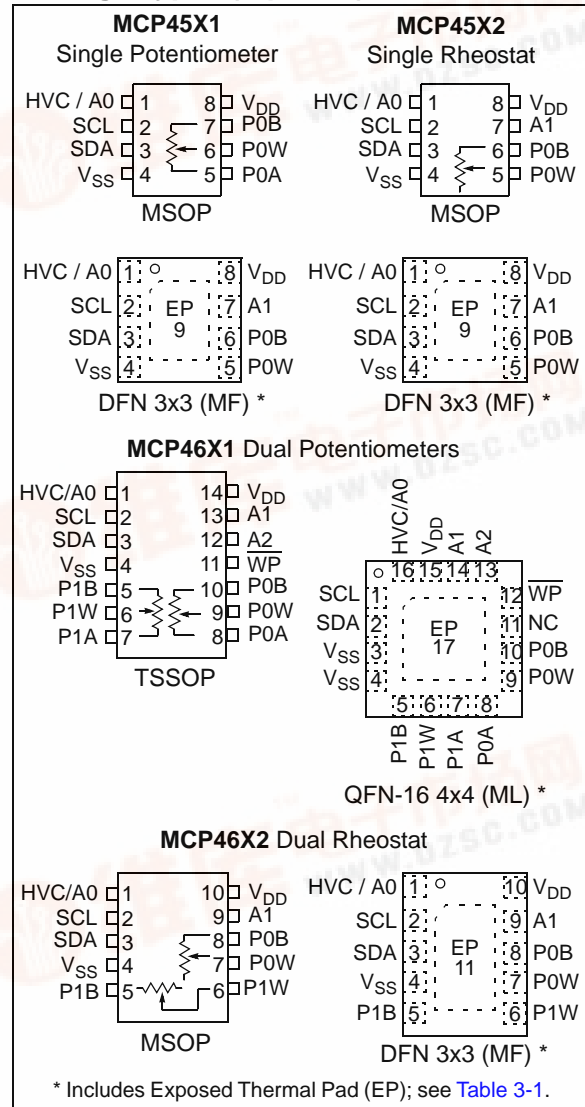 MCP45X1
Single Potentiometer
HVC / A0 1 8 VDD
SCL 2 7 P0B
SDA 3 6 P0W
VSS 4 5 P0A
MSOP
MCP45X2
Single Rheostat
HVC / A0 1 8 VDD
SCL 2 7 A1
SDA 3 6 P0B
VSS 4 5 P0W
MSOP
HVC / A0 1 8 VDD
SCL 2 EP 7 A1
SDA 3 9 6 P0B
VSS 4 5 P0W
DFN 3x3 (MF) *
HVC / A0 1 8 VDD
SCL 2 EP 7 A1
SDA 3 9 6 P0B
VSS 4 5 P0W
DFN 3x3 (MF) *
MCP46X1 Dual Potentiometers
HVC/A0 1 14 VDD
SCL 2 13 A1
SDA 3 12 A2
VSS 4 11 WP
P1B 5 10 P0B
P1W 6 9 P0W
P1A 7 8 P0A
TSSOP
HVC/A0 VDD A1 A2
16 15 14 13
SCL 1 12 WP
SDA 2 EP 11 NC
VSS 3 17 10 P0B
VSS 4 9 P0W
5 6 7 8
P1B P1W P1A P0A
QFN-16 4x4 (ML) *
MCP46X2 Dual Rheostat
HVC/A0 1 10 VDD
SCL 2 9 A1
SDA 3 8 P0B
VSS 4 7 P0W
P1B 5 6 P1W
MSOP
HVC / A0 1 10 VDD
SCL 2 9 A1
SDA 3 EP 8 P0B
VSS 4 11 7 P0W
P1B 5 6 P1W
DFN 3x3 (MF) *
* Includes Exposed Thermal Pad (EP); see Table 3-1.